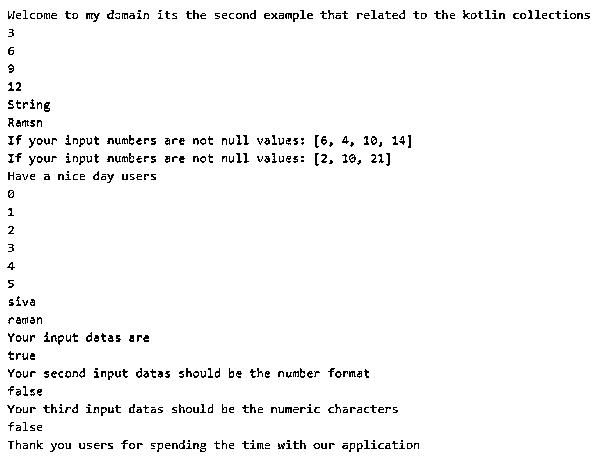 Welcome to my domain its the second example that related to the kotlin collections
3
6
9
12
String
Ramsn
If your input numbers are not null values: [6, 4, 10, 14]
If your input numbers are not null values: [2, 10, 21]
Have a nice day users
0
1
2
3
4
5
siva
raman
Your input datas are
true
Your second input datas should be the number format
false
Your third input datas should be the numeric characters
false
Thank you users for spending the time with our application